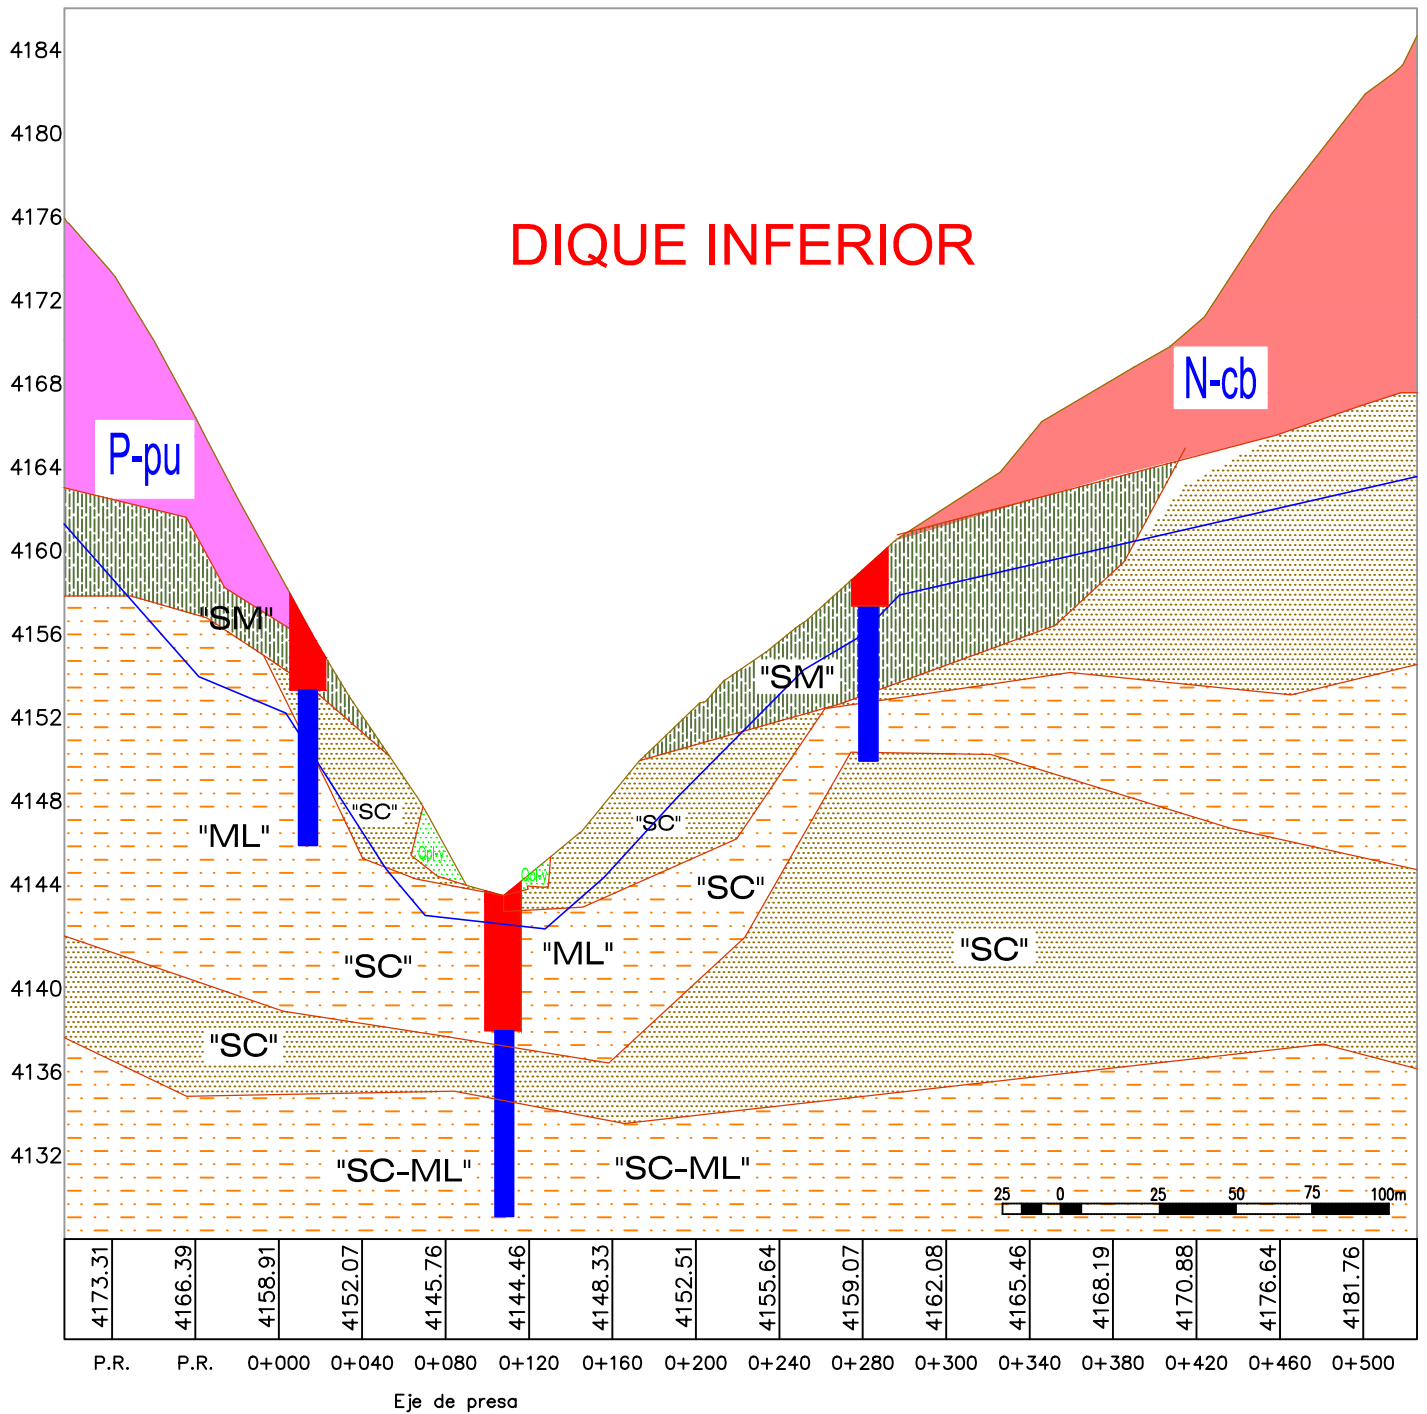 4184
4180
4176
DIQUE INFERIOR
4172
4168
N-cb
4164
P-pu
4160
4156
"SM"
"SM"
4152
4148
"SC"
"SC"
"ML"
4144
"SC"
"SC"
"ML"
"SC"
4140
"SC"
4136
4132
"SC-ML"
"SC-ML"
25 0 25 50 75 100m
4173.31 4166.39 4158.91 4152.07 4145.76 4144.46 4148.33 4152.51 4155.64 4159.07 4162.08 4165.46 4168.19 4170.88 4176.64 4181.76
P.R. P.R. 0+000 0+040 0+080 0+120 0+160 0+200 0+240 0+280 0+300 0+340 0+380 0+420 0+460 0+500
Eje de presa